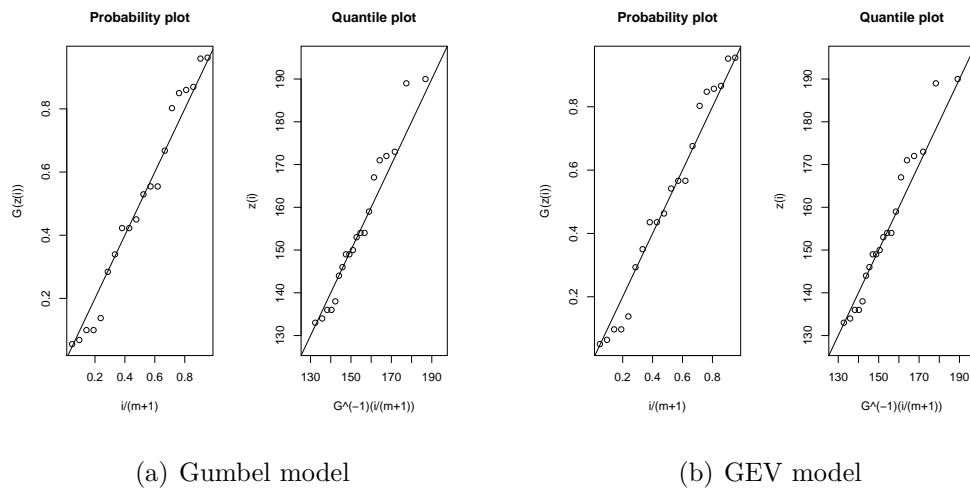 Probability plot
G(z(i))
0.2 0.4 0.6 0.8
0.2 0.4 0.6 0.8
i/(m+1)
Quantile plot
z(i)
130 140 150 160 170 180 190
130 150 170 190
G^(-1)(i/(m+1))
(a) Gumbel model
Probability plot
G(z(i))
0.2 0.4 0.6 0.8
0.2 0.4 0.6 0.8
i/(m+1)
Quantile plot
z(i)
130 140 150 160 170 180 190
130 150 170 190
G^(-1)(i/(m+1))
(b) GEV model